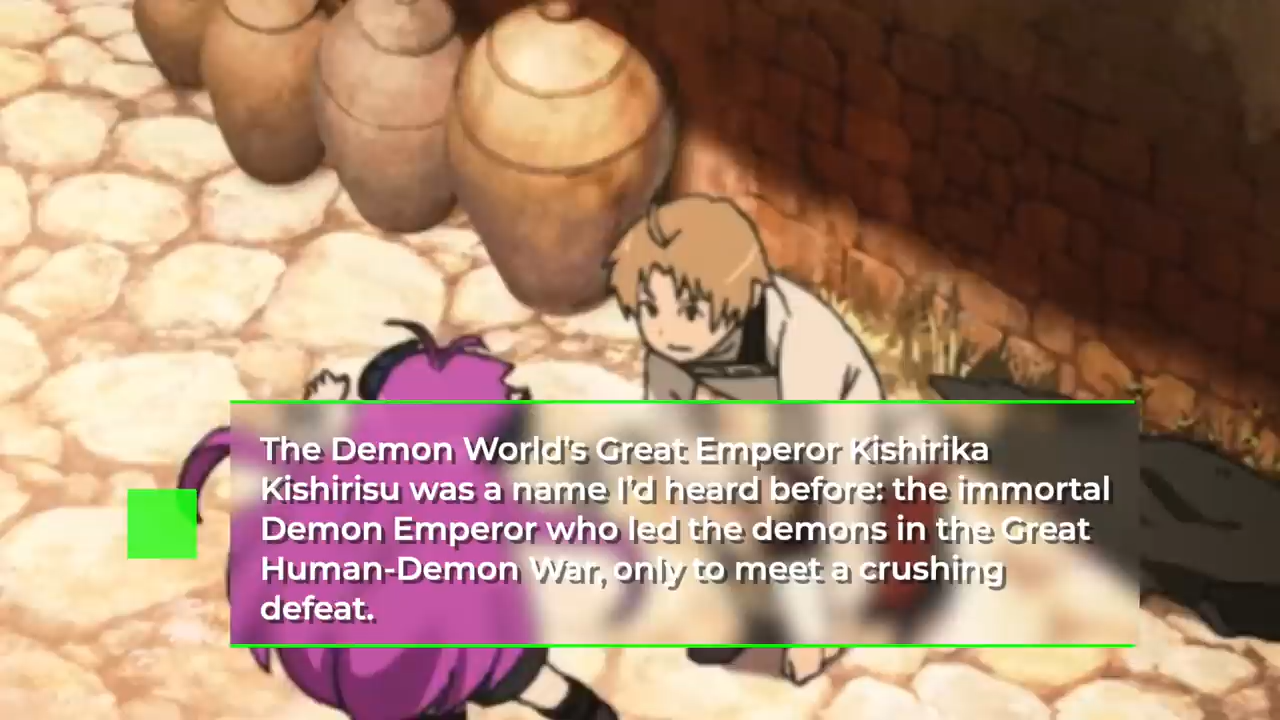 The Demon World's Great Emperor Kishirika
Kishirisu was a name I'd heard before: the immortal
Demon Emperor who led the demons in the Great
Human-Demon War, only to meet a crushing
defeat.